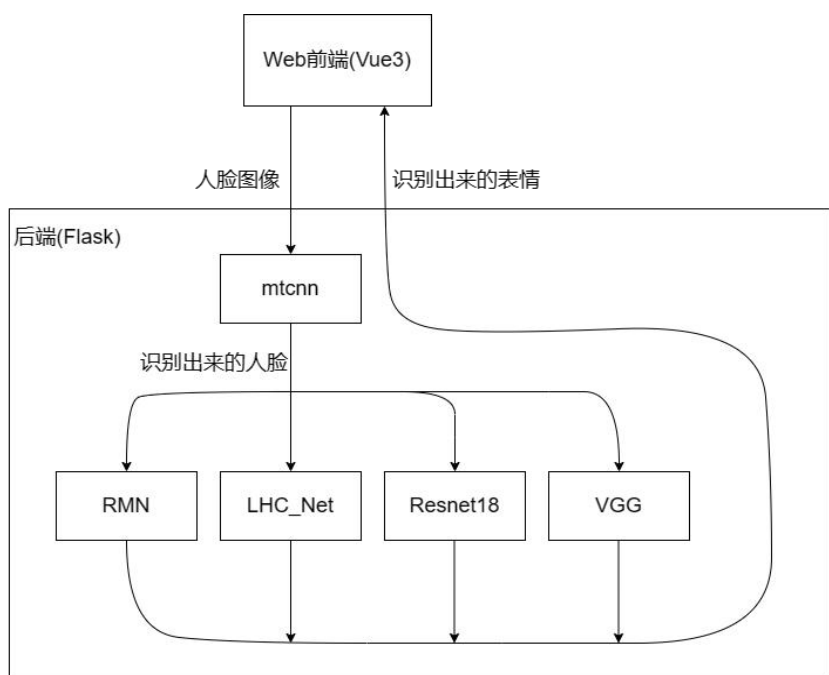 Web前端(Vue3)
人脸图像
识别出来的表情
后端(Flask)
mtcnn
识别出来的人脸
RMN
LHC_Net
Resnet18
VGG